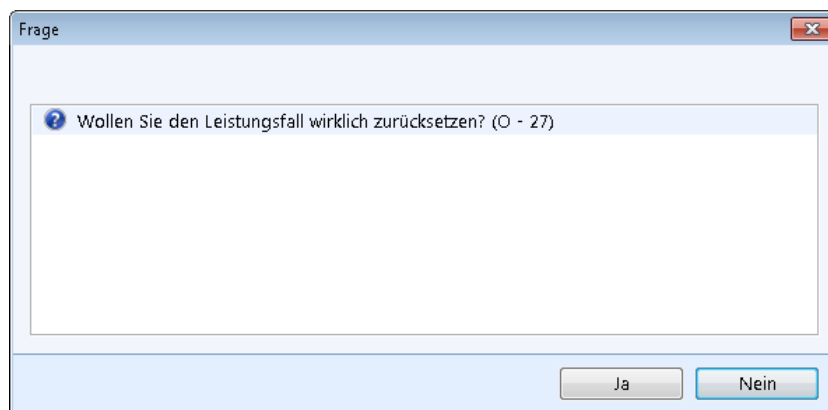 Frage
Wollen Sie den Leistungsfall wirklich zurücksetzen? (O - 27)
Ja
Nein